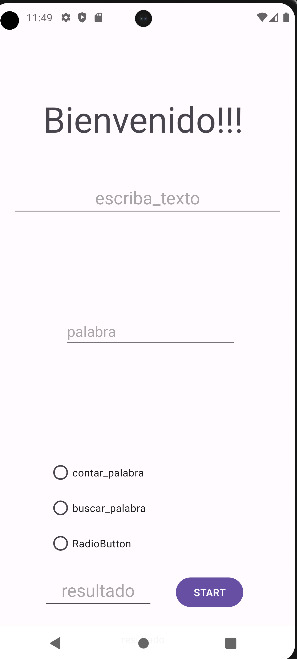 11:49
Bienvenido!!!
escriba_texto
palabra
contar_palabra
buscar_palabra
RadioButton
resultado START